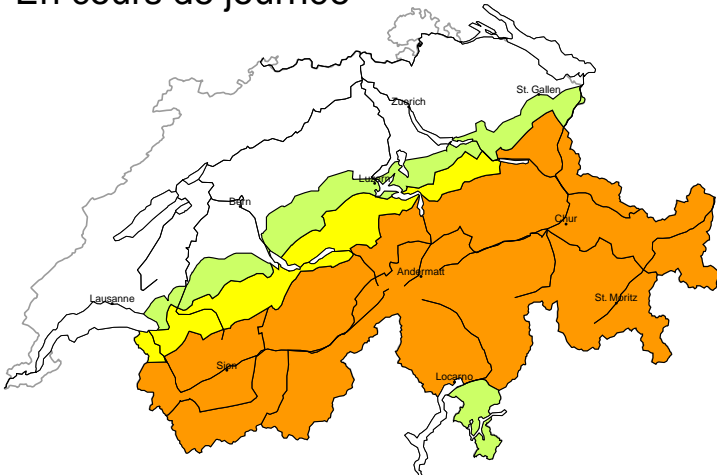 En cours de journée
St. Gallen
Zuerich
Luzern
Bern
Chur
Andermatt
Lausanne
St. Moritz
Sion
Locarno